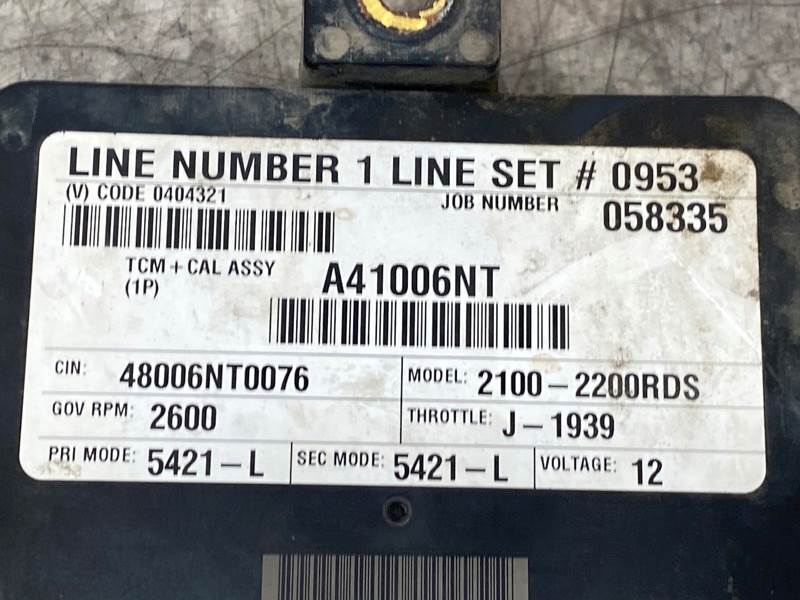 LINE NUMBER 1 LINE SET # 0953
(V) CODE 0404321
JOB NUMBER 058335
TCM + CAL ASSY
(1P)
A41006NT
CIN: 48006NT0076
MODEL: 2100-2200RDS
GOV RPM: 2600
THROTTLE: J-1939
PRI MODE: 5421-L
SEC MODE: 5421-L
VOLTAGE: 12